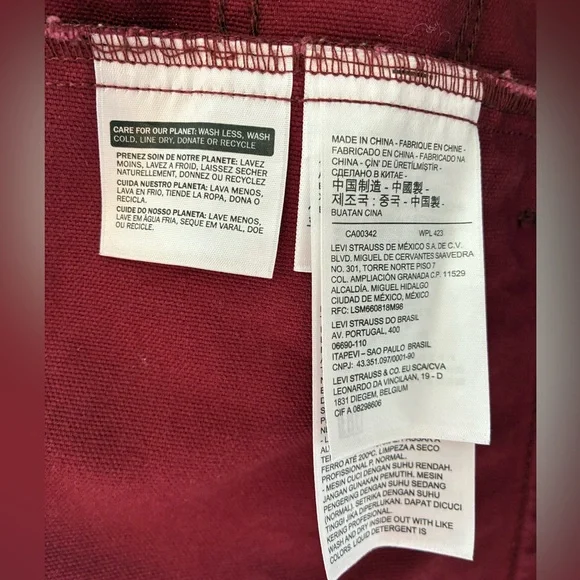 CARE FOR OUR PLANET: WASH LESS, WASH
COLD, LINE DRY, DONATE OR RECYCLE
PRENEZ SOIN DE NOTRE PLANETE: LAVEZ
MOINS, LAVEZ A FROID, LAISSEZ SECHER
NATURELLEMENT, DONNEZ OU RECYCLEZ
CUIDA NUESTRO PLANETA: LAVA MENOS,
LAVA EN FRIO, TIENDE LA ROPA, DONA O
RECICLA.
CUIDE DO NOSSO PLANETA: LAVE MENOS,
LAVE EM ÁGUA FRIA, SEQUE EM VARAL, DOE
OU RECICLE.
MADE IN CHINA - FABRIQUE EN CHINE -
FABRICADO EN CHINA - FABRICADO NA
CHINA - ÇIN' DE ÜRETİLMİŞTİR -
СДЕЛАНО В КИТАЕ -
中国制造 - 中國製 -
제조국 : 중국 - 中国製 -
BUATAN CINA
CA00342 WPL 423
LEVI STRAUSS DE MÉXICO S.A. DE C.V.
BLVD. MIGUEL DE CERVANTES SAAVEDRA
NO. 301, TORRE NORTE PISO 7
COL. AMPLIACIÓN GRANADA C.P. 11529
ALCALDÍA. MIGUEL HIDALGO
CIUDAD DE MÉXICO, MÉXICO
RFC: LSM660818M98
LEVI STRAUSS DO BRASIL
AV. PORTUGAL, 400
06690-110
ITAPEVI – SAO PAULO BRASIL
CNPJ: 43.351.097/0001-90
LEVI STRAUSS & CO. EU SCA/CVA
LEONARDO DA VINCILAAN, 19 - D
1831 DIEGEM, BELGIUM
CIF A 08298606
FERRO ATÉ 200ºC. LIMPEZA A SECO
PROFISSIONAL P, NORMAL.
- MESIN CUCI DENGAN SUHU RENDAH.
JANGAN GUNAKAN PEMUTIH. MESIN
PENGERING DENGAN SUHU SEDANG
(NORMAL). SETRIKA DENGAN SUHU
TINGGI JIKA DIPERLUKAN. DAPAT DICUCI
KERING PROFESIONAL.
WASH AND DRY INSIDE OUT WITH LIKE
COLORS. LIQUID DETERGENT IS